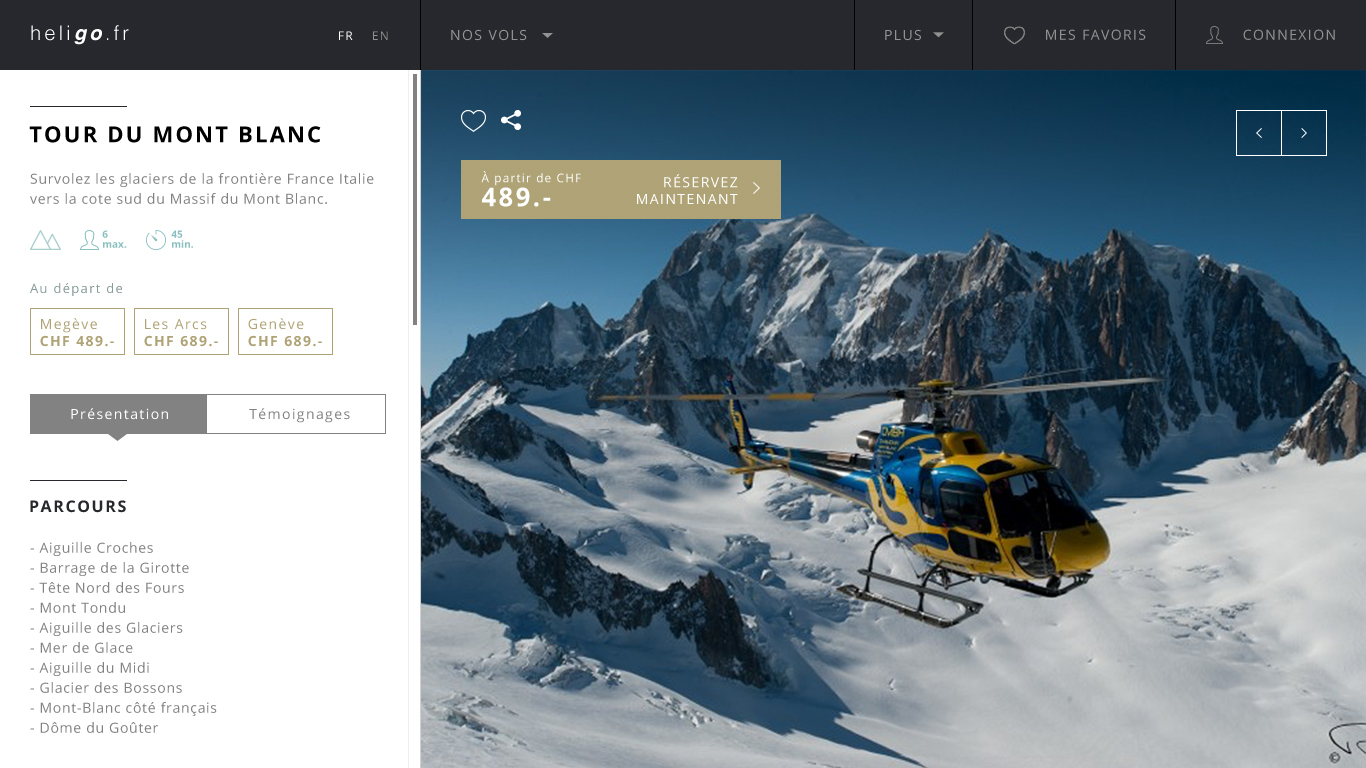 heligo.fr
FR EN
NOS VOLS
PLUS
MES FAVORIS
CONNEXION
TOUR DU MONT BLANC
Survolez les glaciers de la frontière France Italie
vers la cote sud du Massif du Mont Blanc.
6
max.
45
min.
Au départ de
Megève
CHF 489.-
Les Arcs
CHF 689.-
Genève
CHF 689.-
Présentation
Témoignages
PARCOURS
- Aiguille Croches
- Barrage de la Girotte
- Tête Nord des Fours
- Mont Tondu
- Aiguille des Glaciers
- Mer de Glace
- Aiguille du Midi
- Glacier des Bossons
- Mont-Blanc côté français
- Dôme du Goûter
À partir de CHF
489.-
RÉSERVEZ
MAINTENANT
©